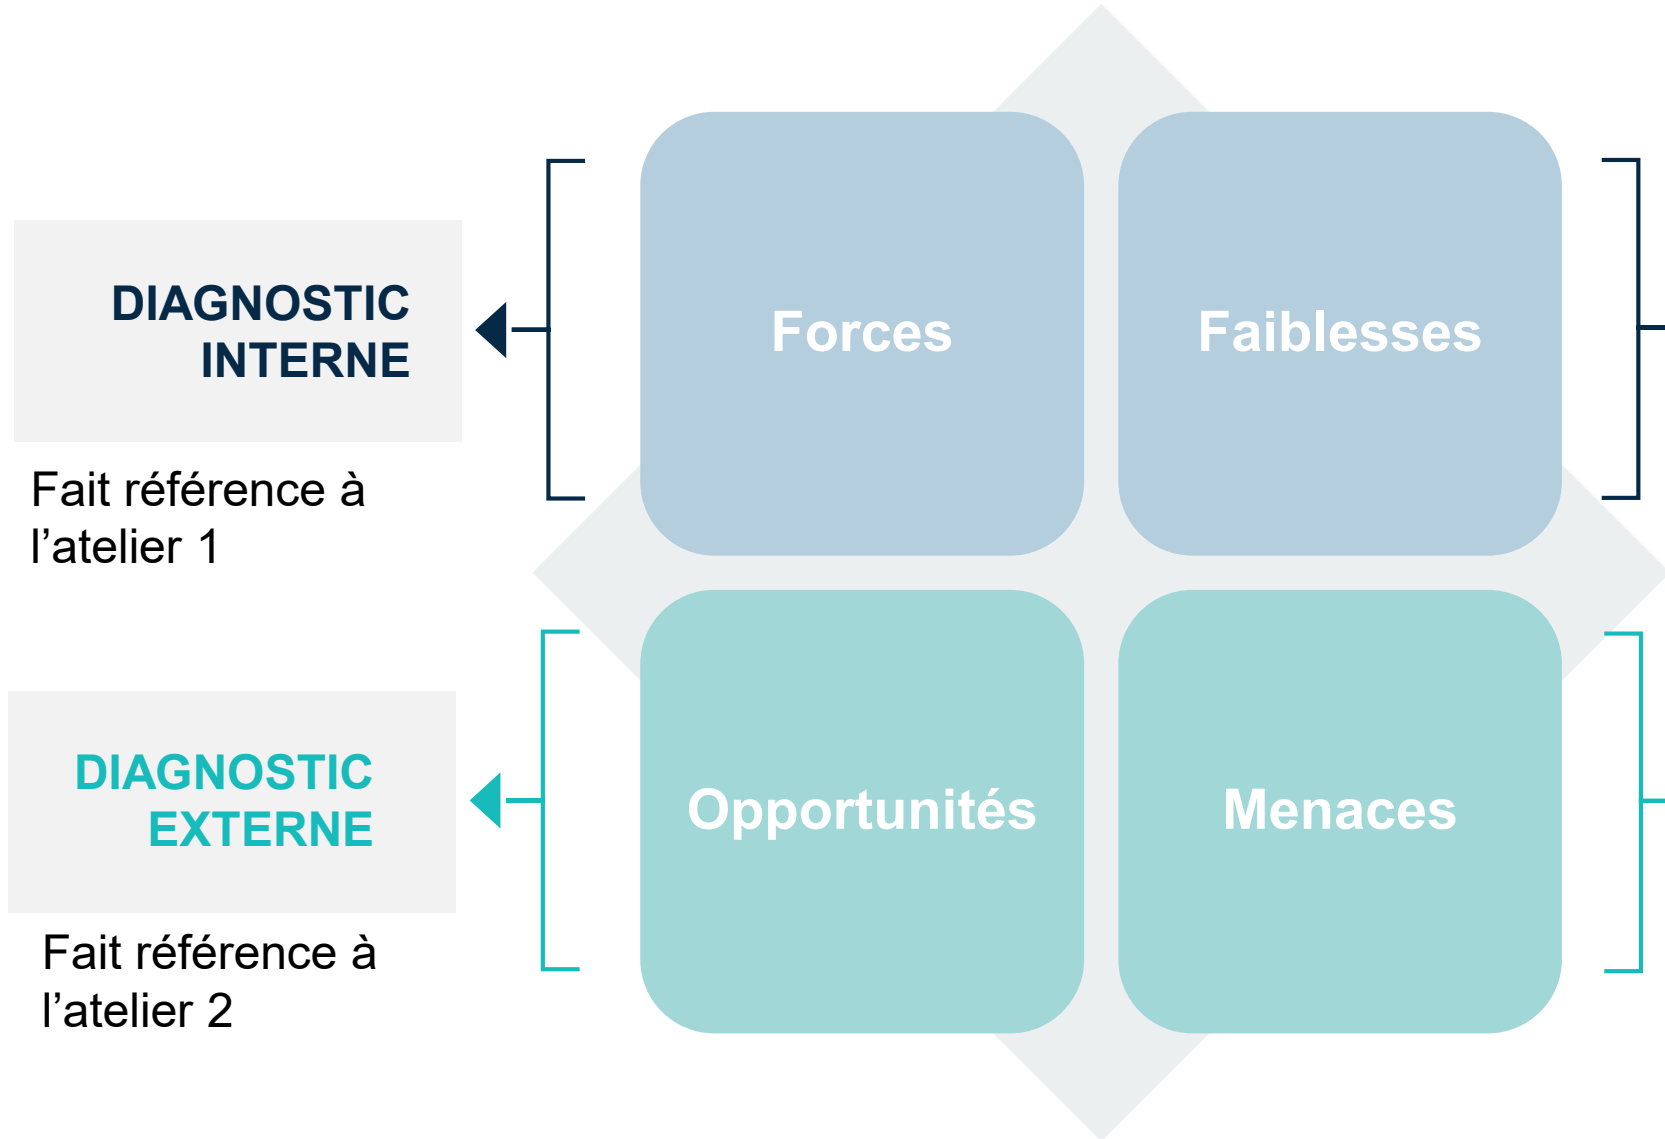 DIAGNOSTIC
INTERNE
Fait référence à
l’atelier 1
Forces
Faiblesses
DIAGNOSTIC
EXTERNE
Fait référence à
l’atelier 2
Opportunités
Menaces